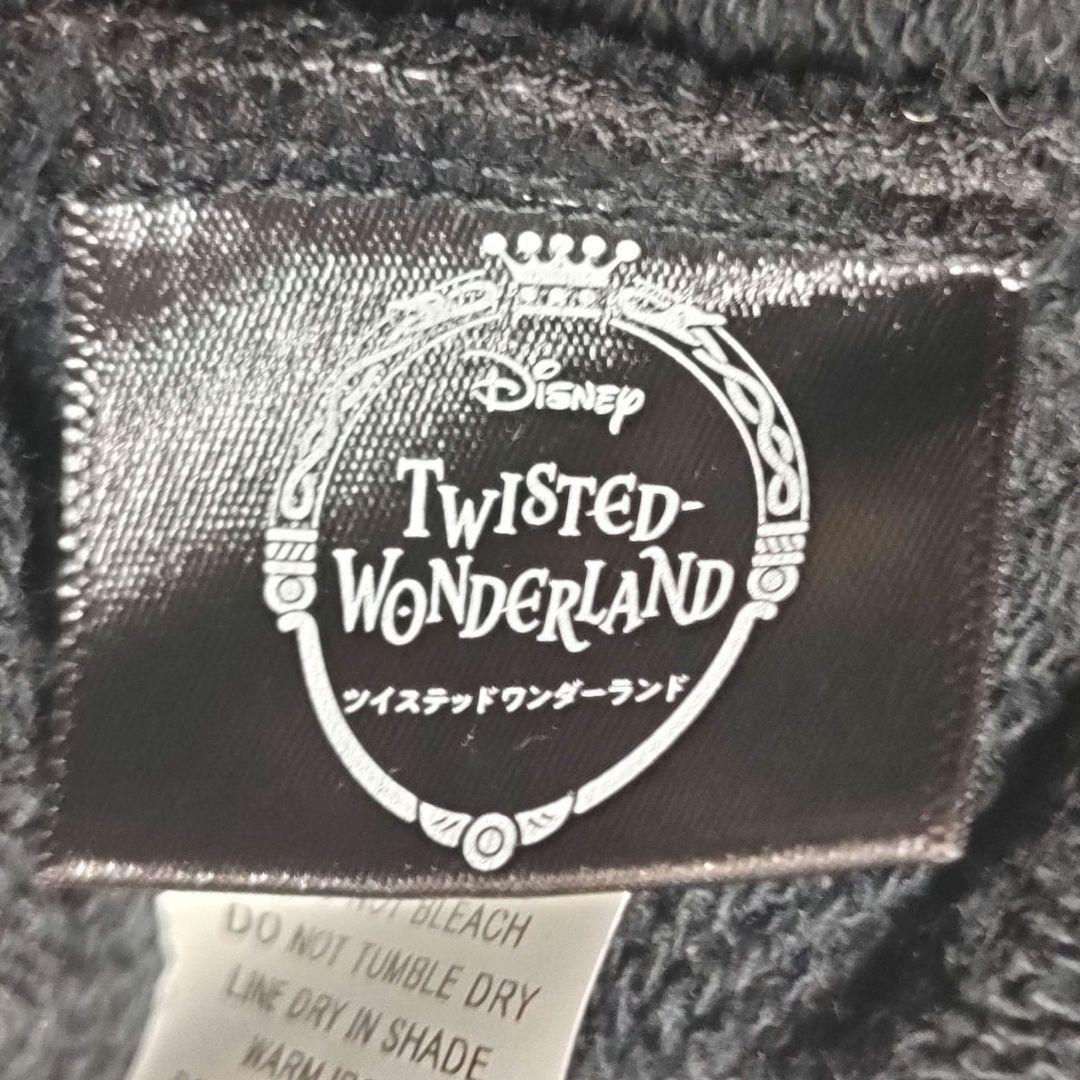 Disney
TWISTED-
WONDERLAND
ツイステッドワンダーランド
NOT BLEACH
DO NOT TUMBLE DRY
LINE DRY IN SHADE
WARM